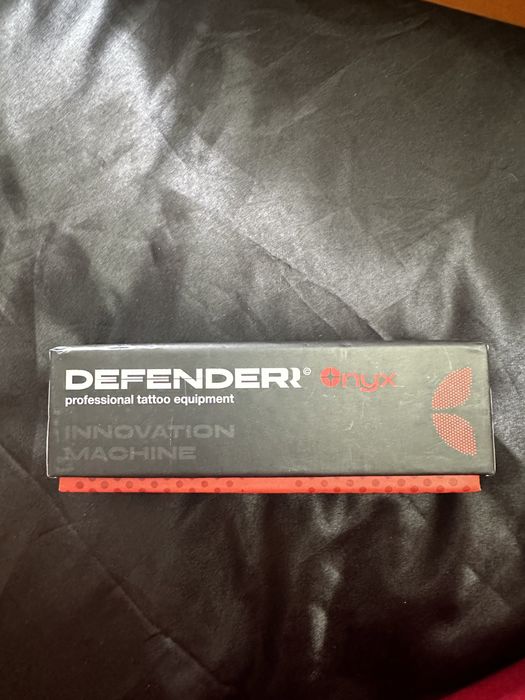 DEFENDERR© Onyx
professional tattoo equipment
INNOVATION
MACHINE